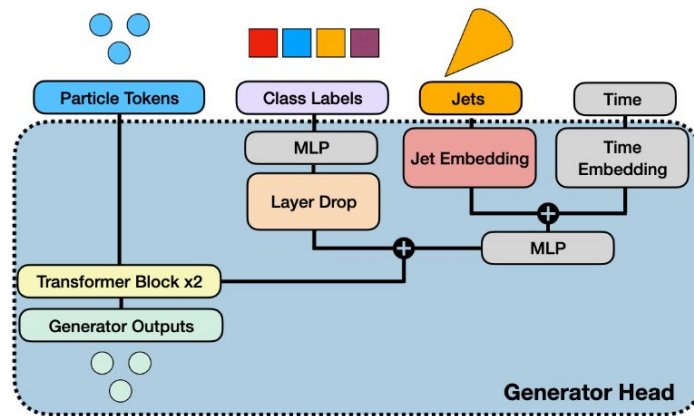 Particle Tokens
Class Labels
Jets
Time
MLP
Jet Embedding
Time
Embedding
Layer Drop
MLP
Transformer Block x2
Generator Outputs
Generator Head